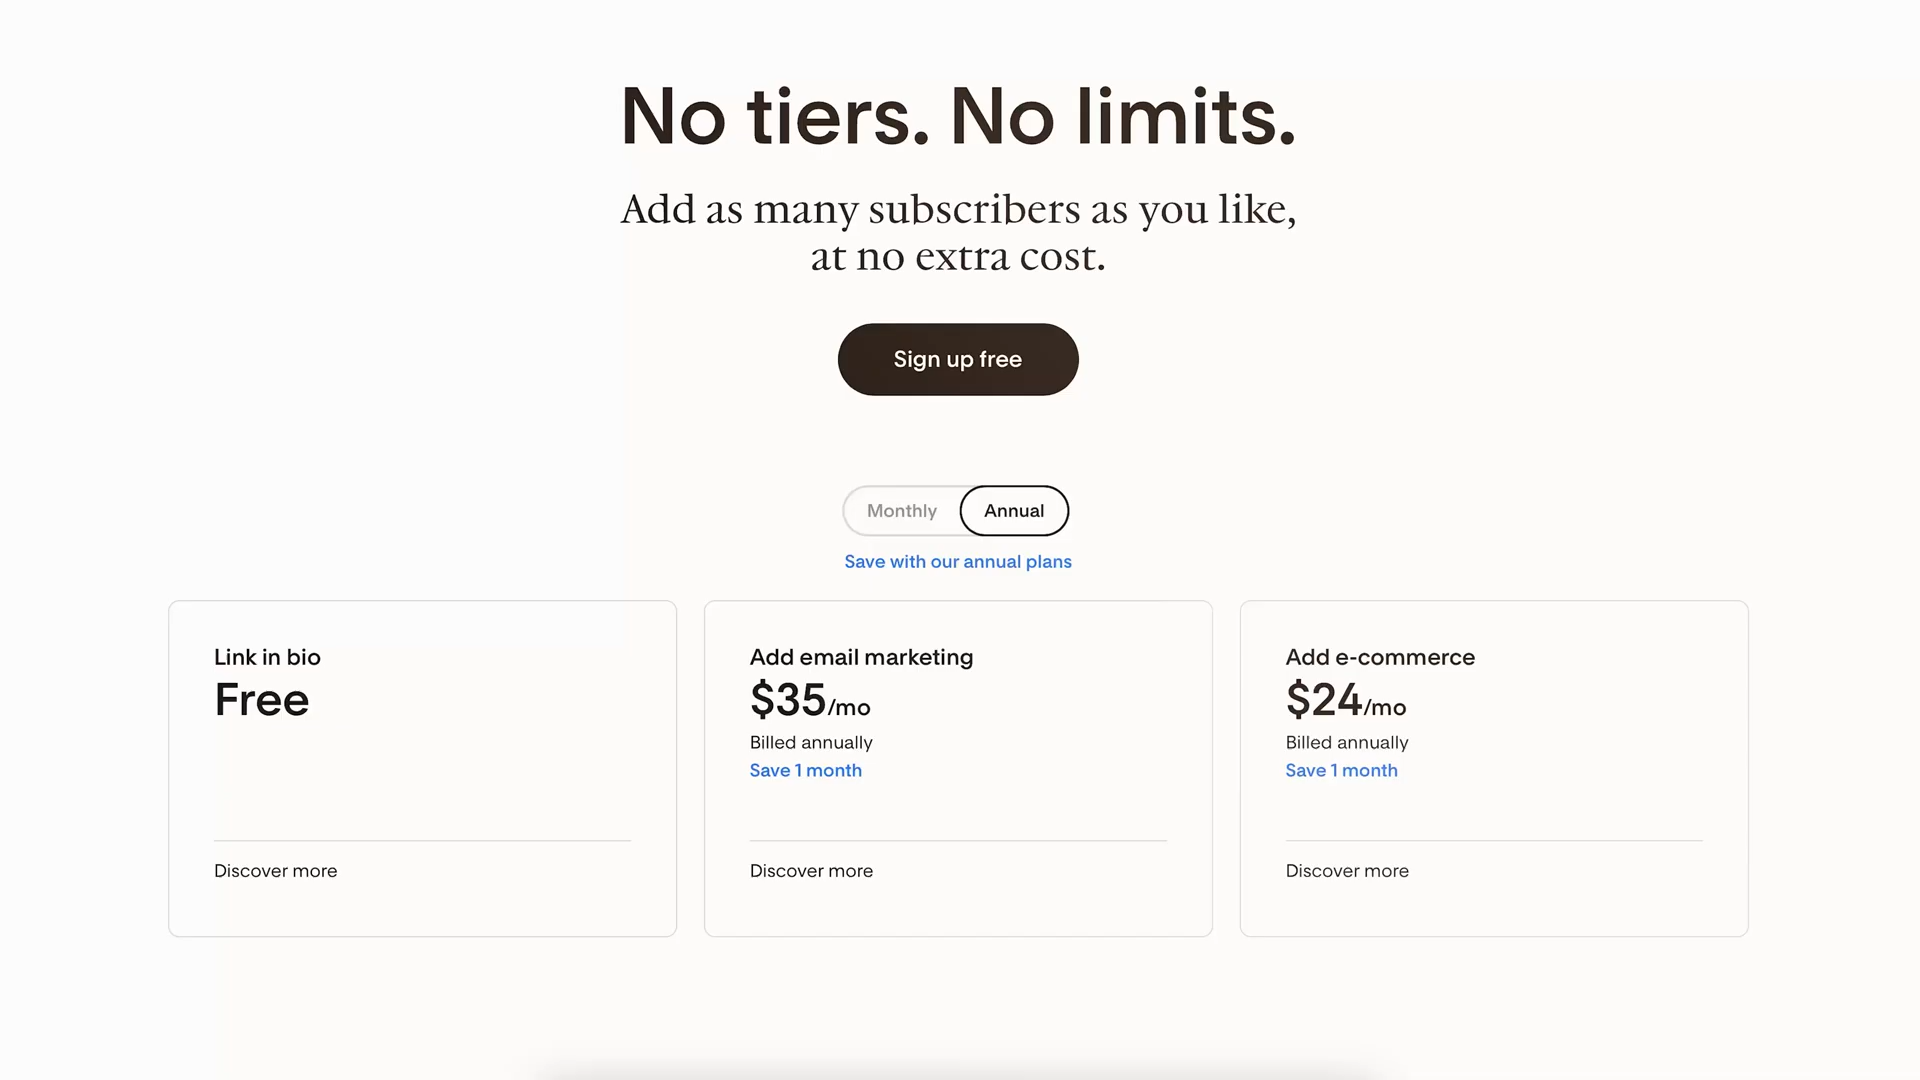 No tiers. No limits.
Add as many subscribers as you like,
at no extra cost.
Sign up free
Monthly
Annual
Save with our annual plans
Link in bio
Free
Discover more
Add email marketing
$35/mo
Billed annually
Save 1 month
Discover more
Add e-commerce
$24/mo
Billed annually
Save 1 month
Discover more